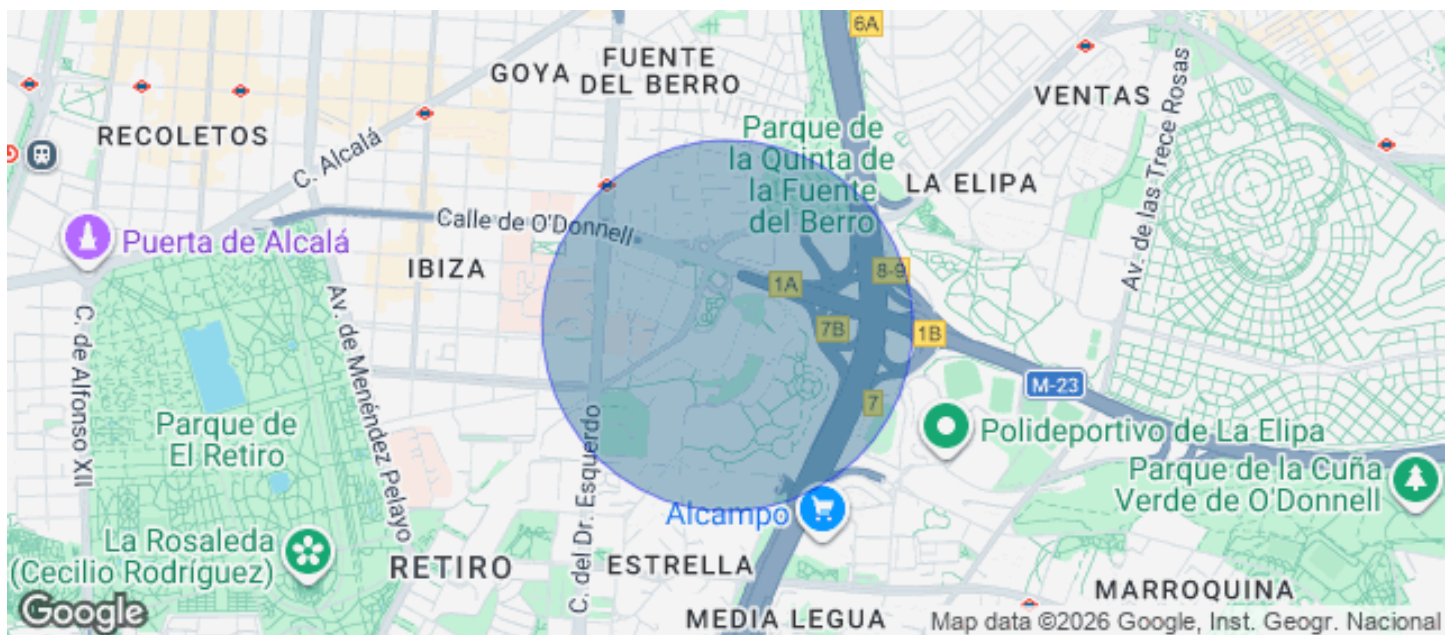 6A
FUENTE
DEL BERRO
GOYA
VENTAS
RECOLETOS
C. Alcalá
Parque de
la Quinta de
la Fuente
del Berro
LA ELIPA
Av. de las Trece Rosas
Calle de O'Donnell
Puerta de Alcalá
IBIZA
8-9
1A
7B
1B
M-23
7
C. de Alfonso XII
Av. de Menéndez Pelayo
C. del Dr. Esquerdo
Parque de
El Retiro
Polideportivo de La Elipa
Parque de la Cuña
Verde de O'Donnell
Alcampo
La Rosaleda
(Cecilio Rodríguez)
RETIRO
ESTRELLA
MARROQUINA
MEDIA LEGUA
Google
Map data ©2026 Google, Inst. Geogr. Nacional